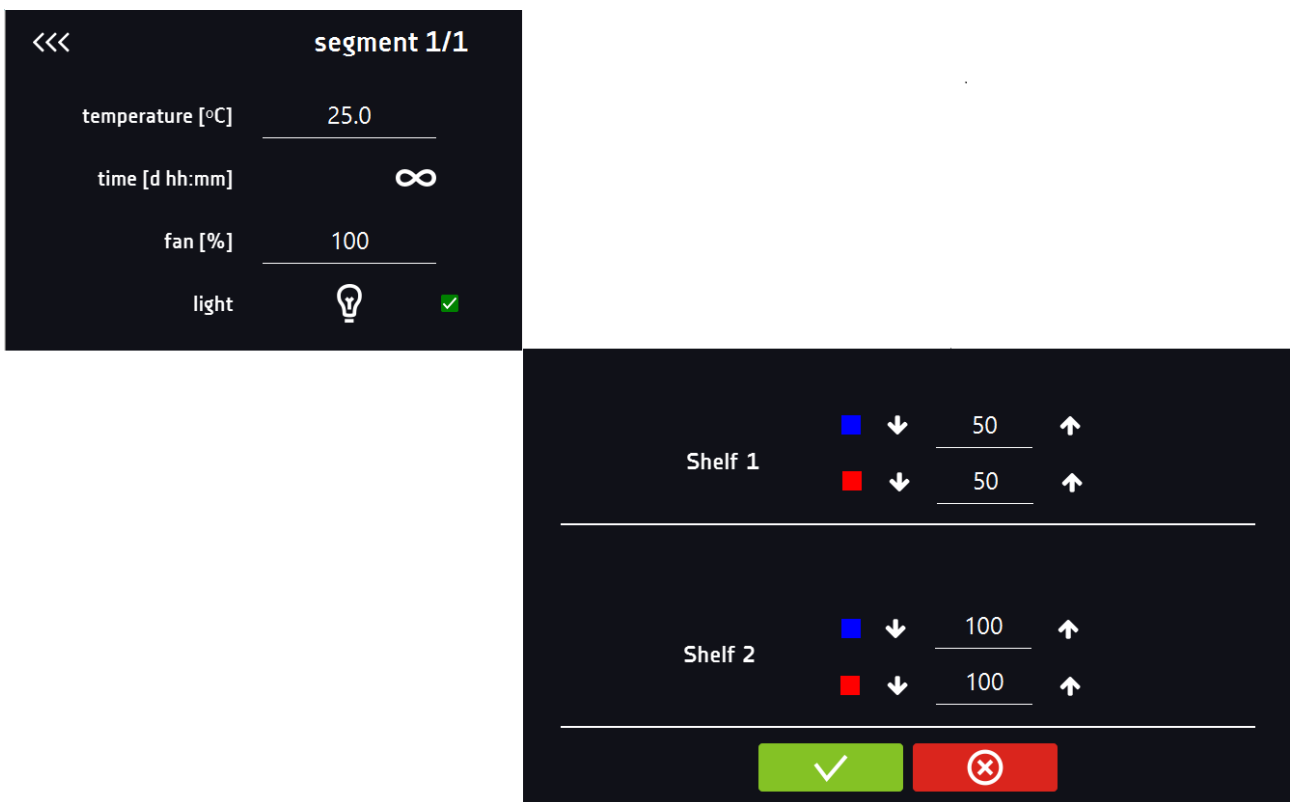 <<< segment 1/1
temperature [°C] 25.0
time [d hh:mm] ∞
fan [%] 100
light
50
Shelf 1
50
100
Shelf 2
100